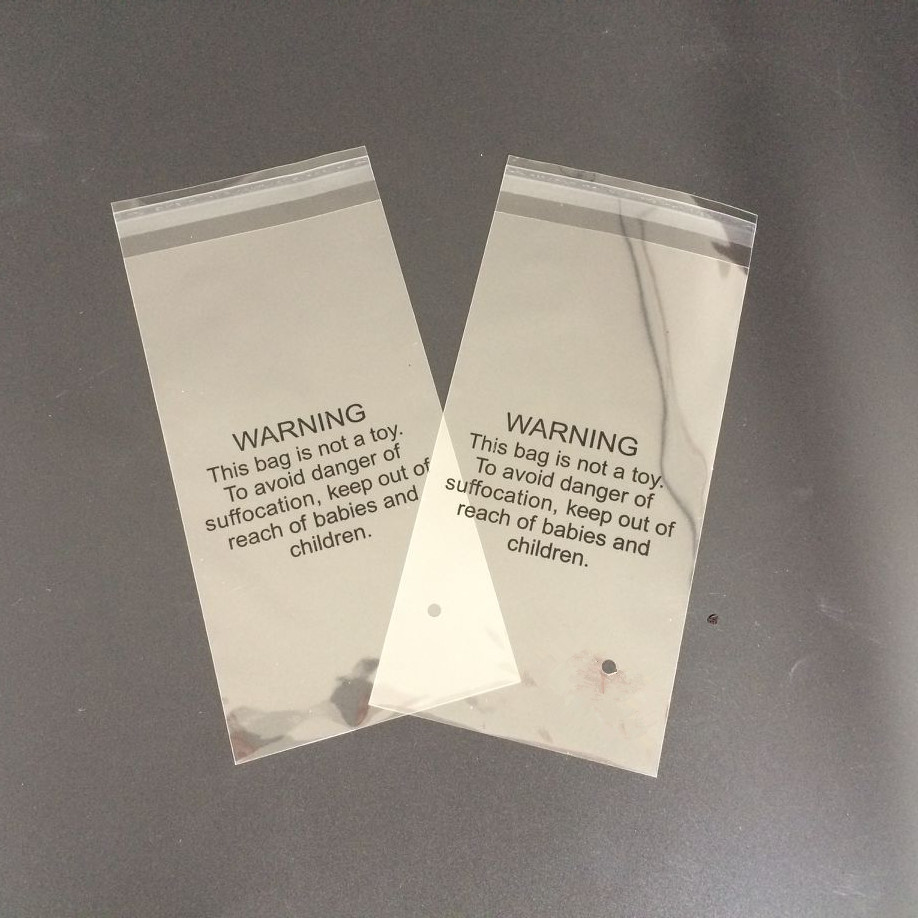 WARNING
This bag is not a toy.
To avoid danger of
suffocation, keep out of
reach of babies and
children.
WARNING
This bag is not a toy.
To avoid danger of
suffocation, keep out of
reach of babies and
children.